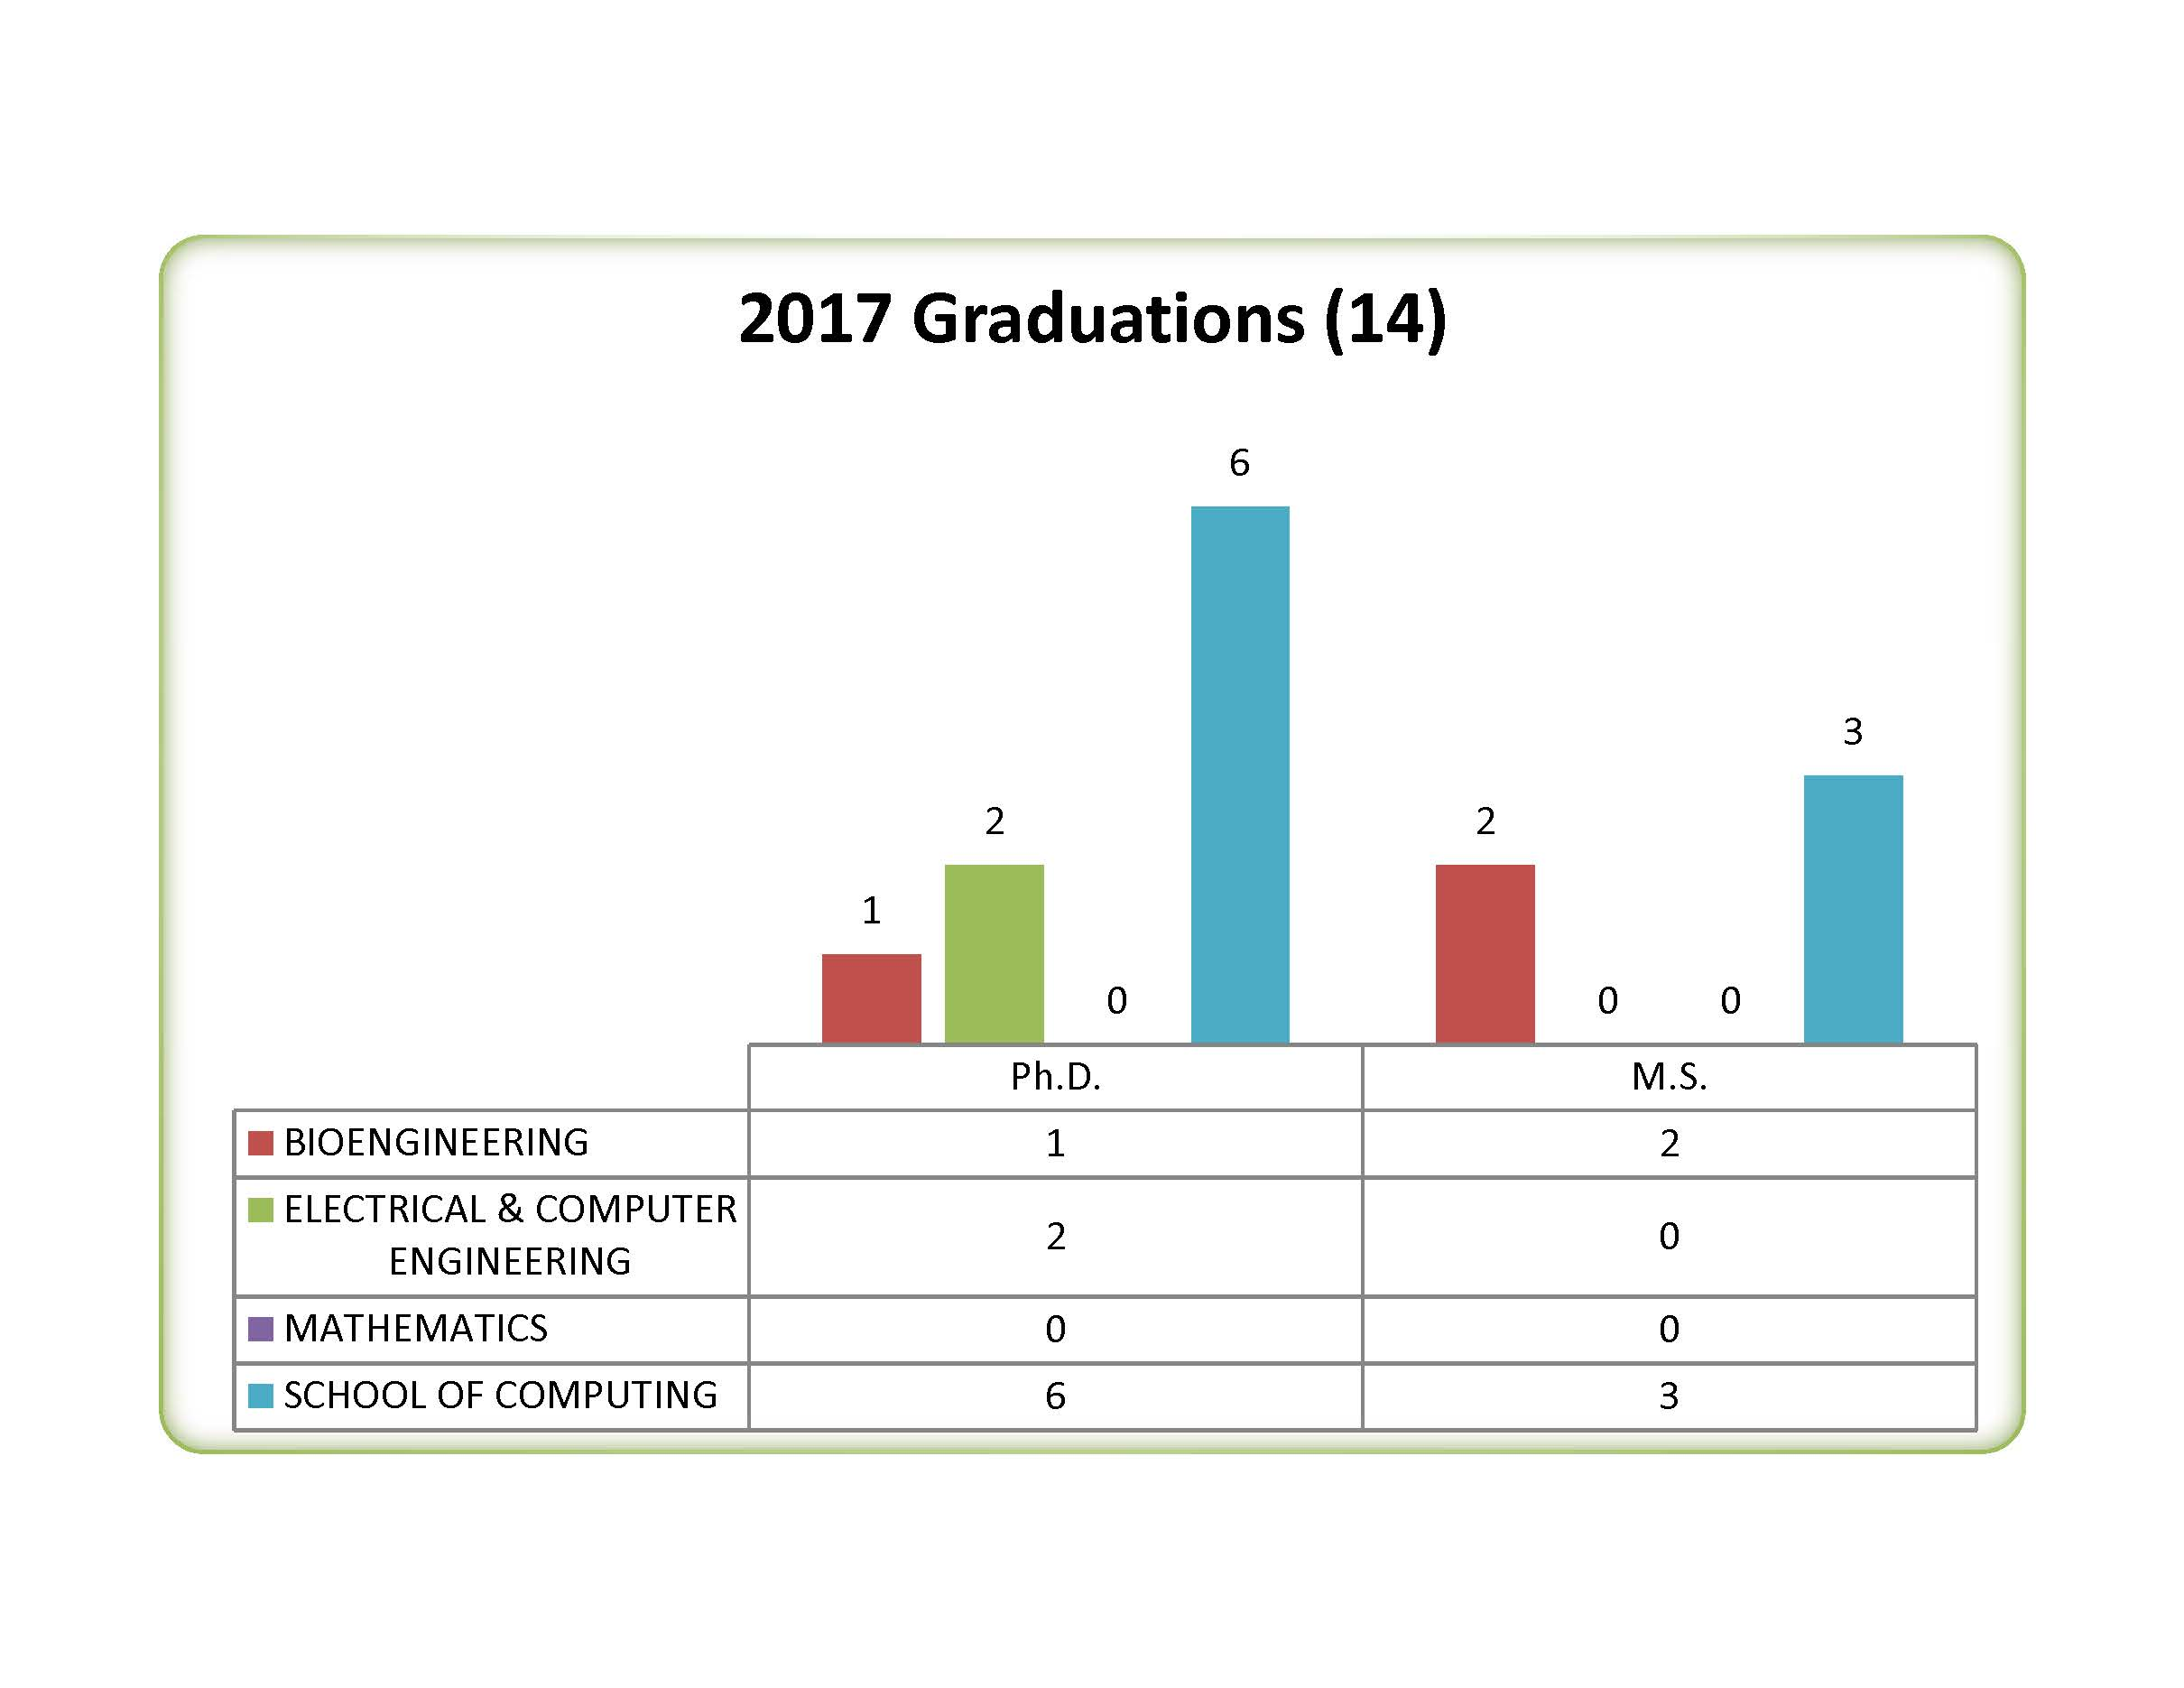 2017 Graduations (14)
6
3
2
2
1
0
0
0
Ph.D.
M.S.
BIOENGINEERING
1
2
ELECTRICAL & COMPUTER
ENGINEERING
2
0
MATHEMATICS
0
0
SCHOOL OF COMPUTING
6
3